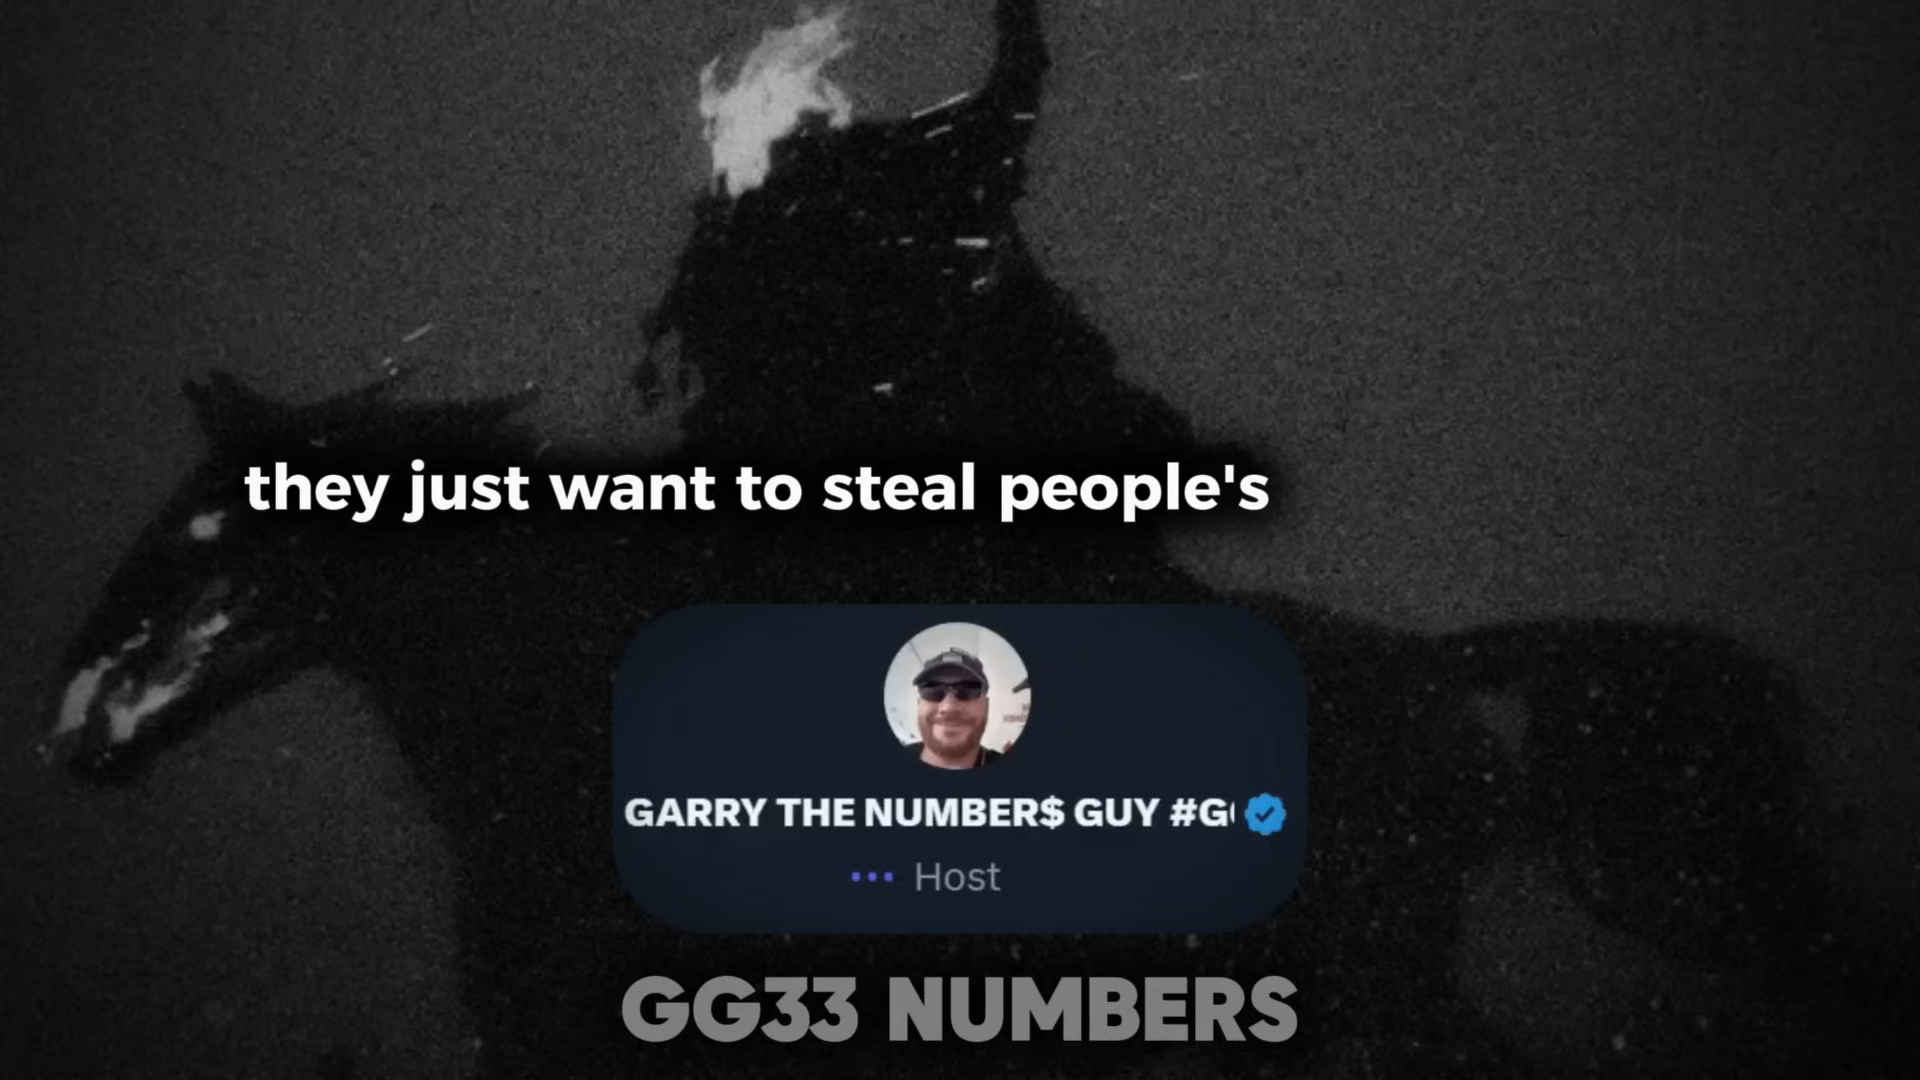 they just want to steal people's
GARRY THE NUMBER$ GUY #G
Host
GG33 NUMBERS